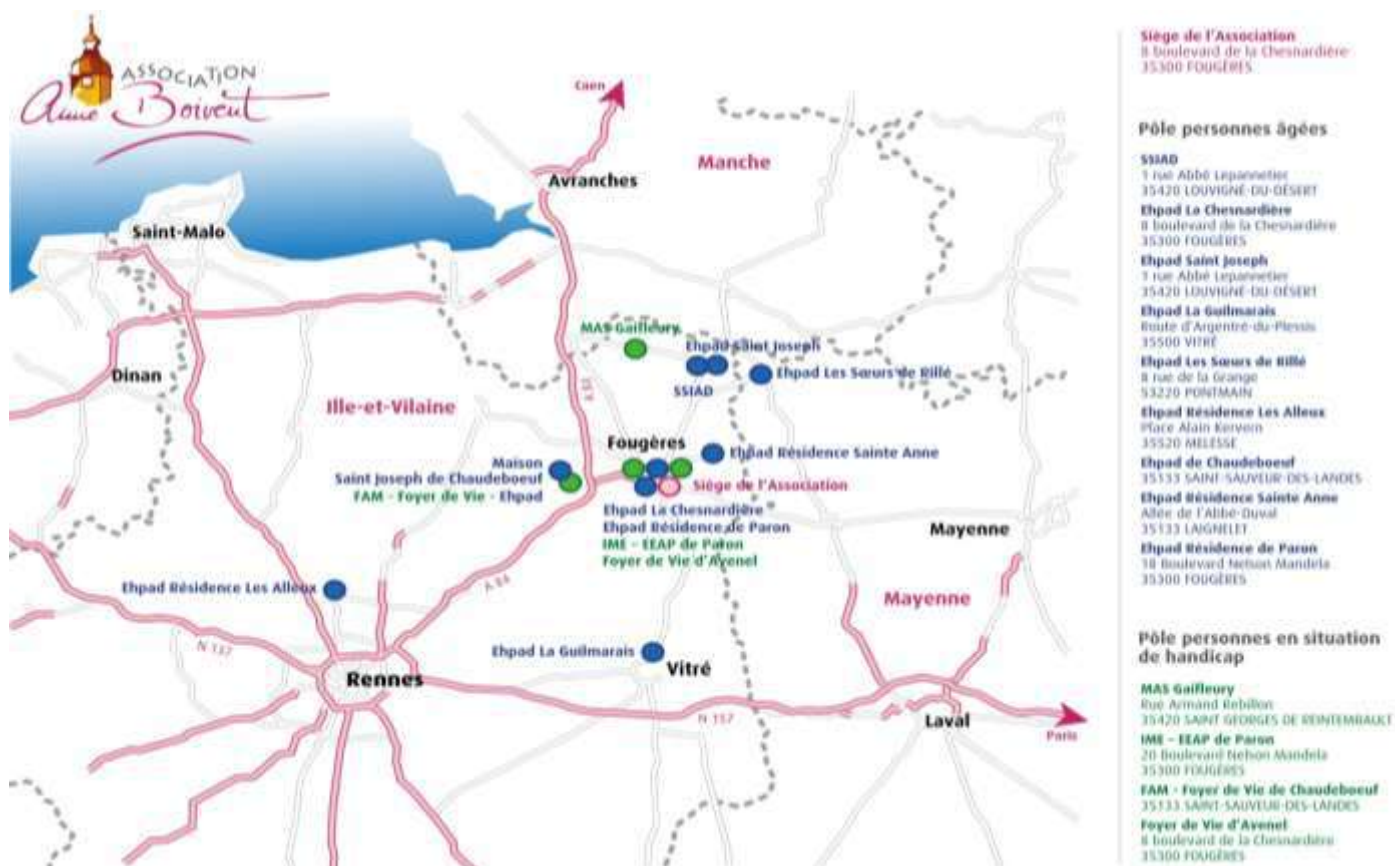 ASSOCIATION
Anne Boivent
Caen
Manche
Avranches
Saint-Malo
MAS Gaifleury
Ehpad Saint Joseph
Ehpad Les Sœurs de Rillé
SSIAD
Dinan
Ille-et-Vilaine
A 84
Fougères
Ehpad Résidence Sainte Anne
Maison
Saint Joseph de Chaudeboeuf
FAM - Foyer de Vie - Ehpad
Siège de l'Association
Ehpad La Chesnardière
Ehpad Résidence de Paron
IME - EEAP de Paron
Foyer de Vie d'Avenel
Mayenne
A 84
Ehpad Résidence Les Alleux
Mayenne
N 137
Ehpad La Guilmarais
Vitré
Rennes
N 157
Laval
Paris
Siège de l'Association
8 boulevard de la Chesnardière
35300 FOUGÈRES
Pôle personnes âgées
SSIAD
1 rue Abbé Lepannetier
35420 LOUVIGNÉ-DU-DÉSERT
Ehpad La Chesnardière
8 boulevard de la Chesnardière
35300 FOUGÈRES
Ehpad Saint Joseph
1 rue Abbé Lepannetier
35420 LOUVIGNÉ-DU-DÉSERT
Ehpad La Guilmarais
Route d'Argentré-du-Plessis
35500 VITRÉ
Ehpad Les Sœurs de Rillé
8 rue de la Grange
53220 PONTMAIN
Ehpad Résidence Les Alleux
Place Alain Kervern
35520 MELESSE
Ehpad de Chaudeboeuf
35133 SAINT-SAUVEUR-DES-LANDES
Ehpad Résidence Sainte Anne
Allée de l'Abbé-Duval
35133 LAIGNELET
Ehpad Résidence de Paron
18 Boulevard Nelson Mandela
35300 FOUGÈRES
Pôle personnes en situation
de handicap
MAS Gaifleury
Rue Armand Rebillon
35420 SAINT GEORGES DE REINTEMBAULT
IME - EEAP de Paron
20 Boulevard Nelson Mandela
35300 FOUGÈRES
FAM - Foyer de Vie de Chaudeboeuf
35133 SAINT-SAUVEUR-DES-LANDES
Foyer de Vie d'Avenel
8 boulevard de la Chesnardière
35300 FOUGÈRES